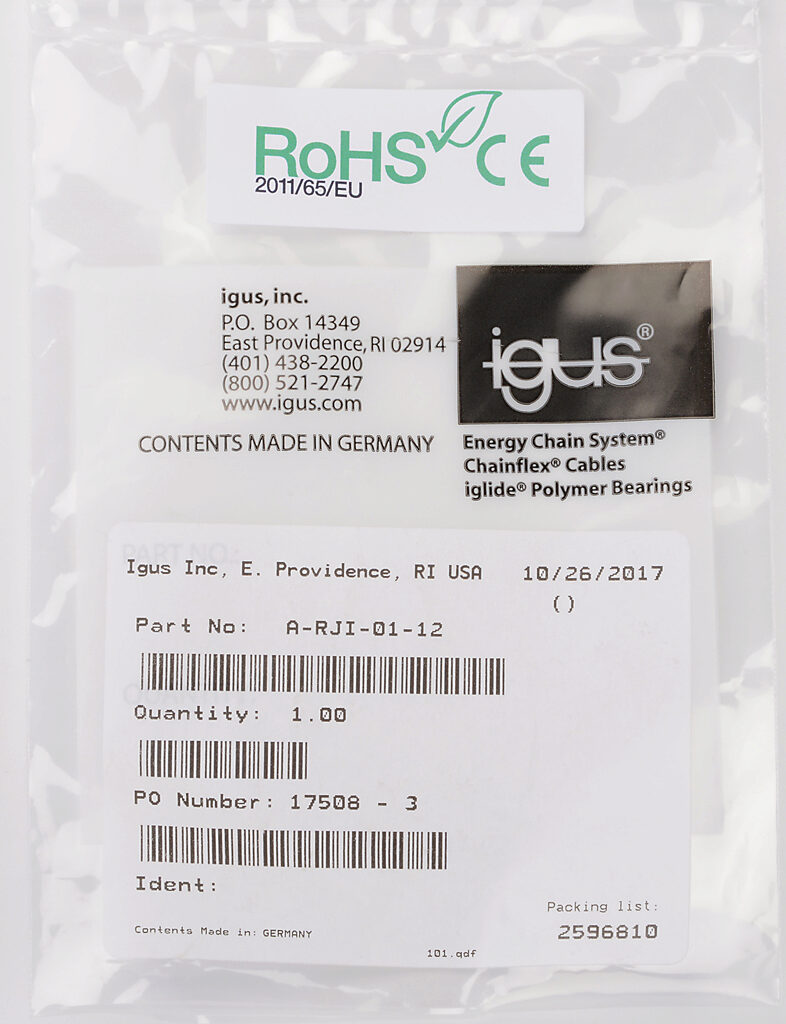 RoHS CE
2011/65/EU
igus, inc.
P.O. Box 14349
East Providence, RI 02914
(401) 438-2200
(800) 521-2747
www.igus.com
CONTENTS MADE IN GERMANY
igus®
Energy Chain System®
Chainflex® Cables
iglide® Polymer Bearings
PART NO.:
Igus Inc, E. Providence, RI USA 10/26/2017
()
Part No: A-RJI-01-12
Quantity: 1.00
PO Number: 17508 - 3
Ident:
Packing list:
2596810
Contents Made in: GERMANY
101.qdf